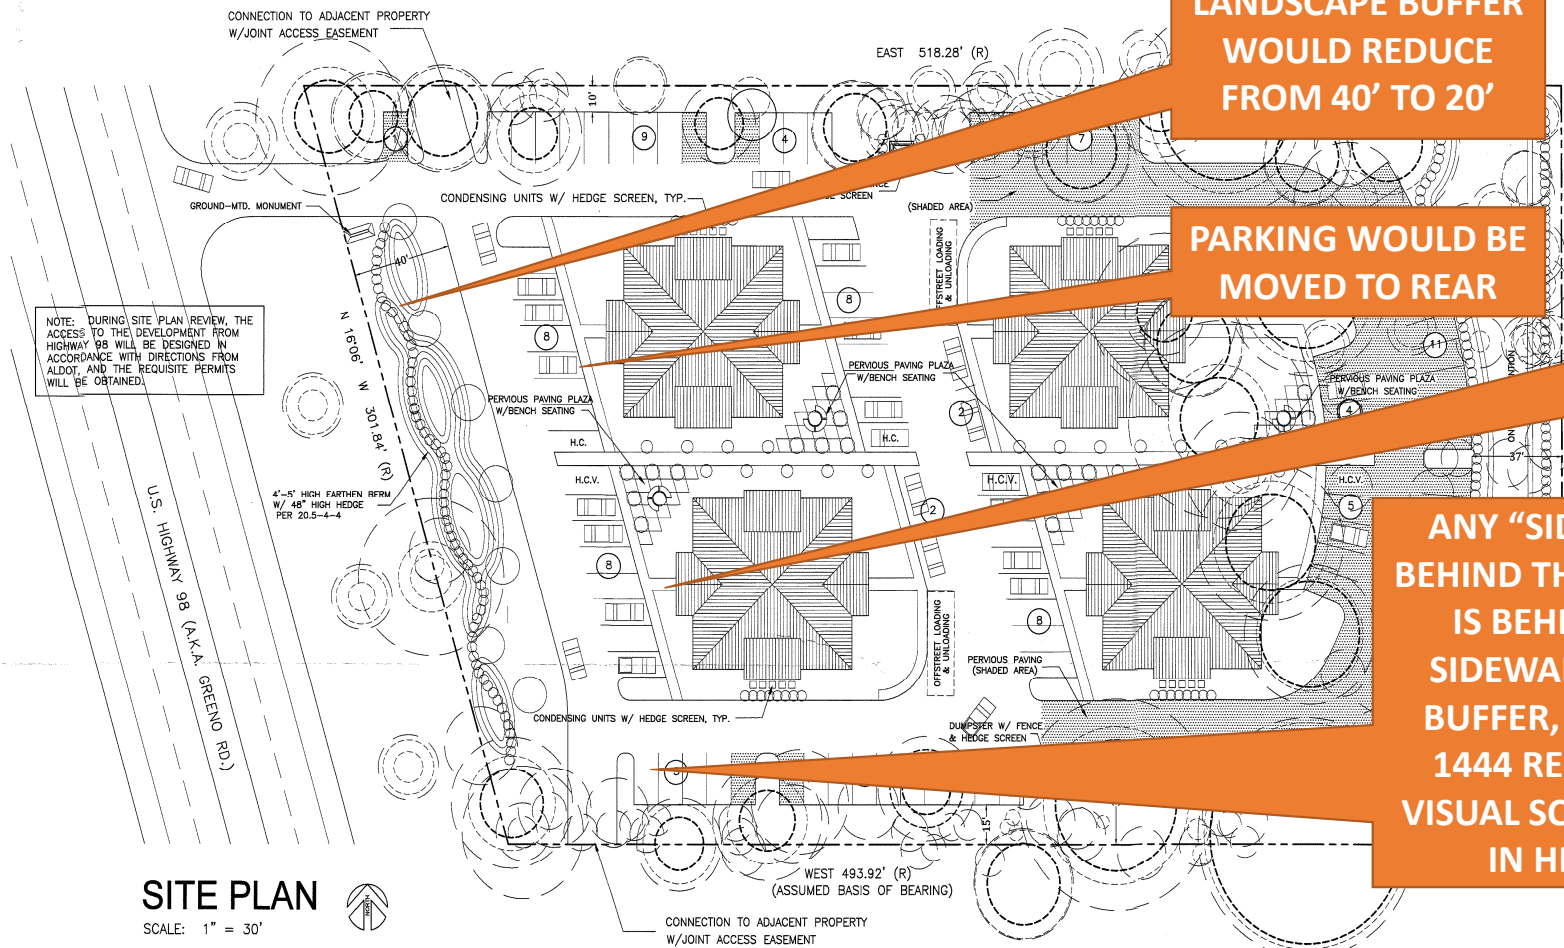 CONNECTION TO ADJACENT PROPERTY
W/JOINT ACCESS EASEMENT
EAST 518.28' (R)
LANDSCAPE BUFFER
WOULD REDUCE
FROM 40' TO 20'
10'
9
4
7
GROUND-MTD. MONUMENT
CONDENSING UNITS W/ HEDGE SCREEN, TYP.
SCREEN
(SHADED AREA)
PARKING WOULD BE
MOVED TO REAR
40'
OFFSTREET LOADING
& UNLOADING
8
8
11
NOTE: DURING SITE PLAN REVIEW, THE
ACCESS TO THE DEVELOPMENT FROM
HIGHWAY 98 WILL BE DESIGNED IN
ACCORDANCE WITH DIRECTIONS FROM
ALDOT, AND THE REQUISITE PERMITS
WILL BE OBTAINED.
N 16°06' W 301.84' (R)
PERVIOUS PAVING PLAZA
W/BENCH SEATING
PERVIOUS PAVING PLAZA
W/BENCH SEATING
PERVIOUS PAVING PLAZA
W/BENCH SEATING
2
4
H.C.
H.C.
H.C.V.
H.C.V.
H.C.V.
37'
4'-5' HIGH EARTHEN BERM
W/ 48" HIGH HEDGE
PER 20.5-4-4
2
5
U.S. HIGHWAY 98 (A.K.A. GREENO RD.)
8
8
OFFSTREET LOADING
& UNLOADING
ANY "SID
BEHIND TH
IS BEHI
SIDEWA
BUFFER,
1444 RE
VISUAL SC
IN HE
PERVIOUS PAVING
(SHADED AREA)
CONDENSING UNITS W/ HEDGE SCREEN, TYP.
DUMPSTER W/ FENCE
& HEDGE SCREEN
15'
WEST 493.92' (R)
(ASSUMED BASIS OF BEARING)
SITE PLAN
NORTH
SCALE: 1" = 30'
CONNECTION TO ADJACENT PROPERTY
W/JOINT ACCESS EASEMENT